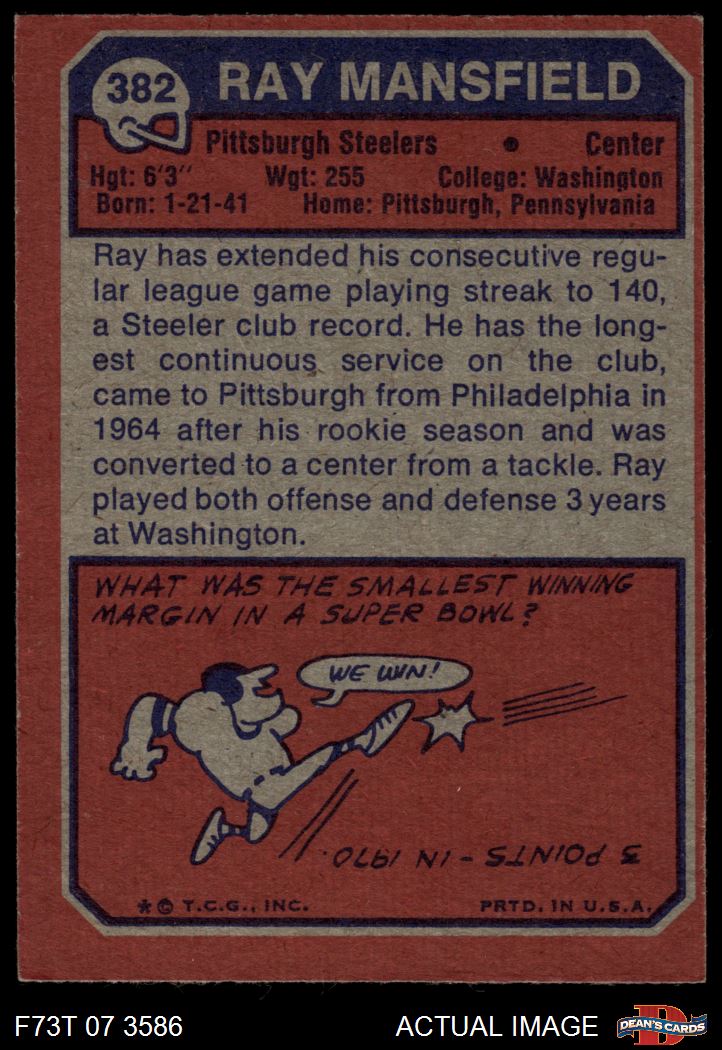 382 RAY MANSFIELD
Pittsburgh Steelers • Center
Hgt: 6'3" Wgt: 255 College: Washington
Born: 1-21-41 Home: Pittsburgh, Pennsylvania
Ray has extended his consecutive regu-
lar league game playing streak to 140,
a Steeler club record. He has the long-
est continuous service on the club,
came to Pittsburgh from Philadelphia in
1964 after his rookie season and was
converted to a center from a tackle. Ray
played both offense and defense 3 years
at Washington.
WHAT WAS THE SMALLEST WINNING
MARGIN IN A SUPER BOWL?
WE WIN!
3 POINTS - IN 1970.
* © T.C.G., INC. PRTD. IN U.S.A.
F73T 07 3586 ACTUAL IMAGE D DEAN'S CARDS